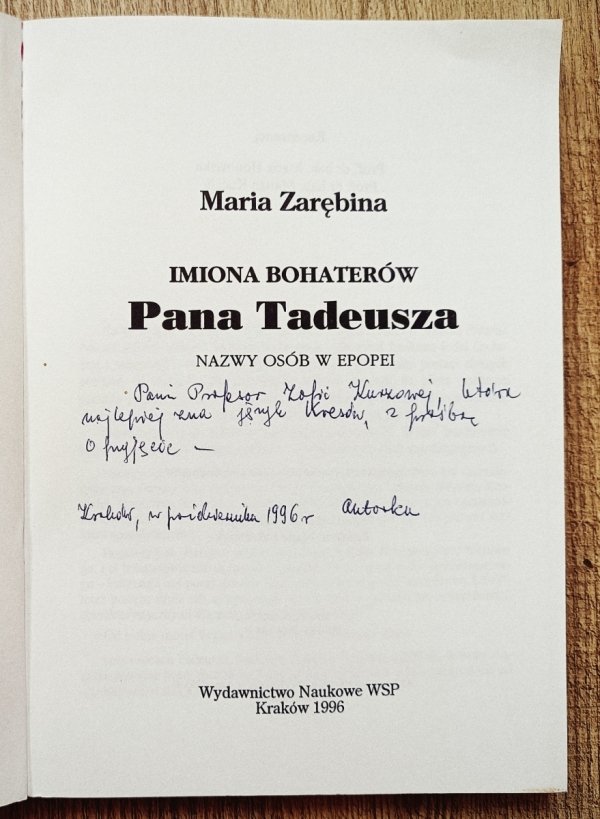 Maria Zarębina
IMIONA BOHATERÓW
Pana Tadeusza
NAZWY OSÓB W EPOPEI
Pani Profesor Zofii Kurzowej, która
najlepiej zna język Kresów, z prośbą
o przyjęcie –
Kraków, w październiku 1996 r Autorka
Wydawnictwo Naukowe WSP
Kraków 1996